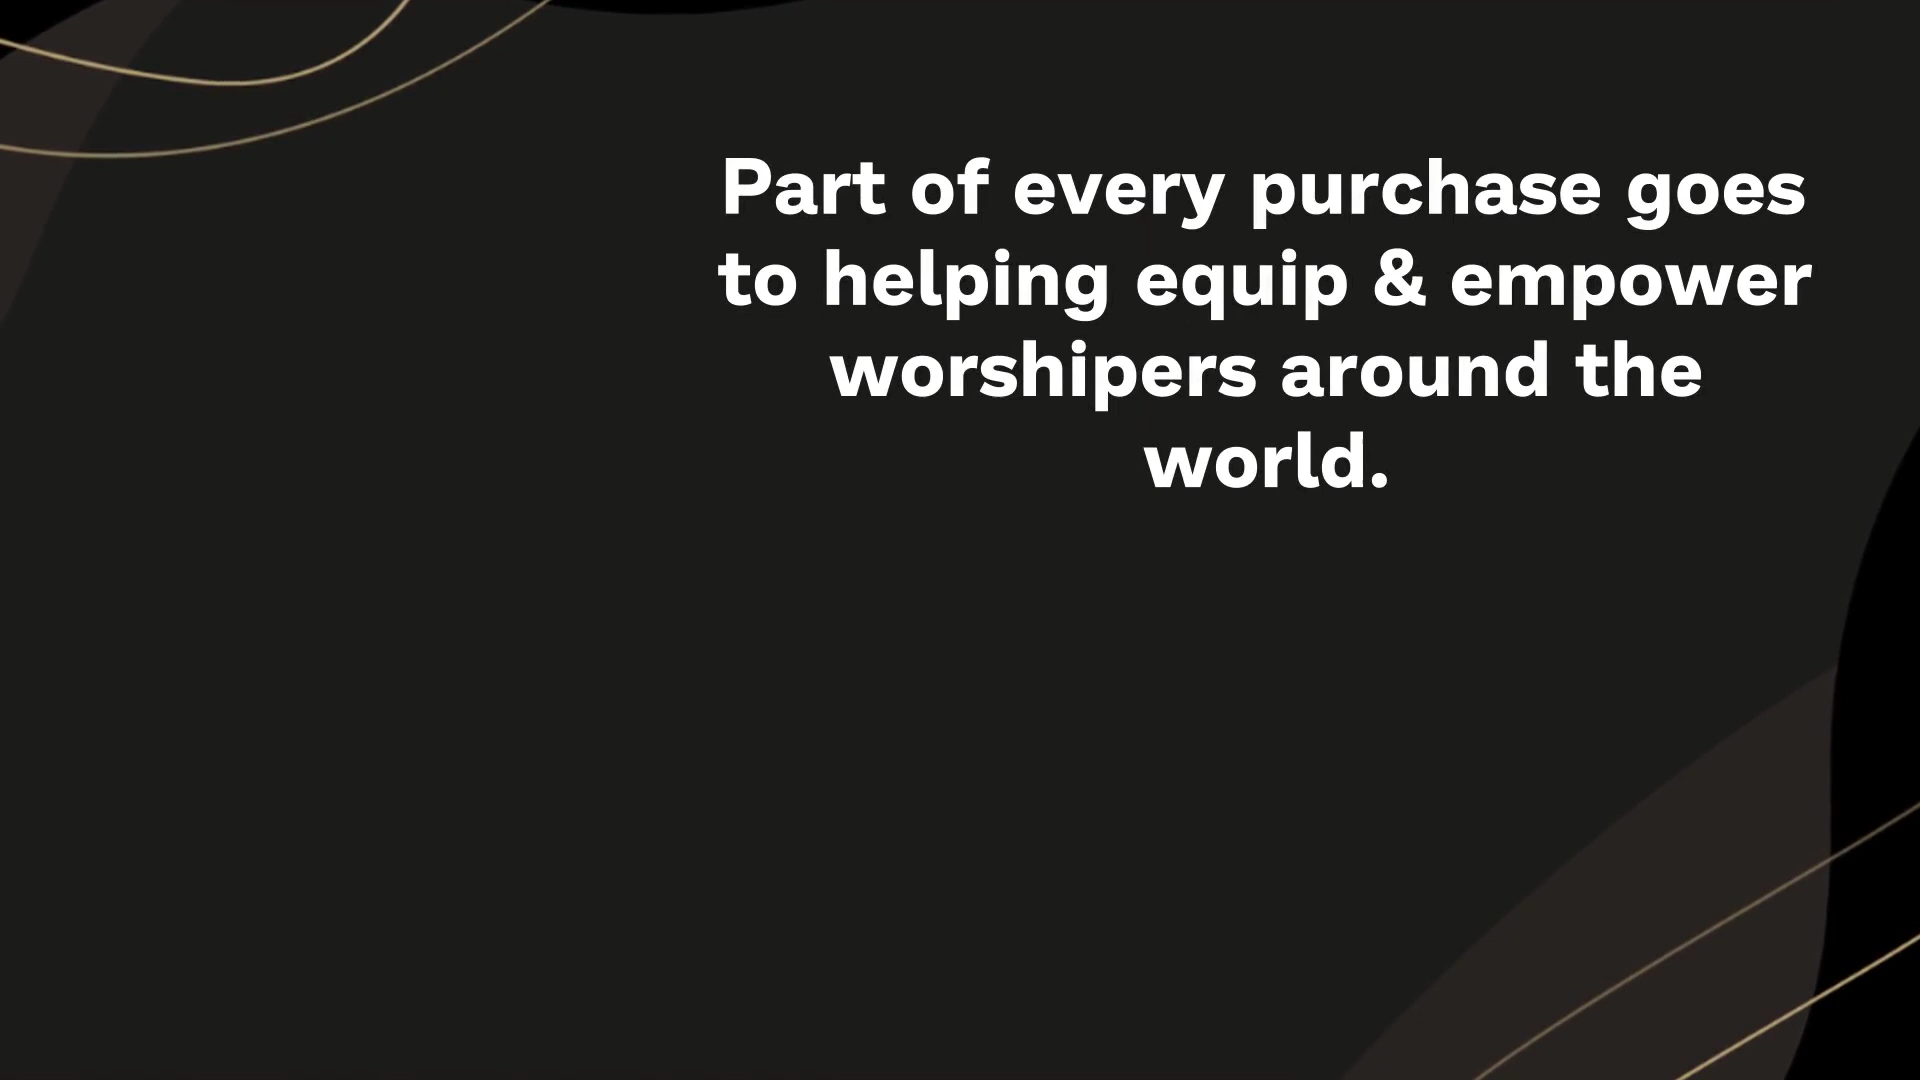 Part of every purchase goes
to helping equip & empower
worshipers around the
world.